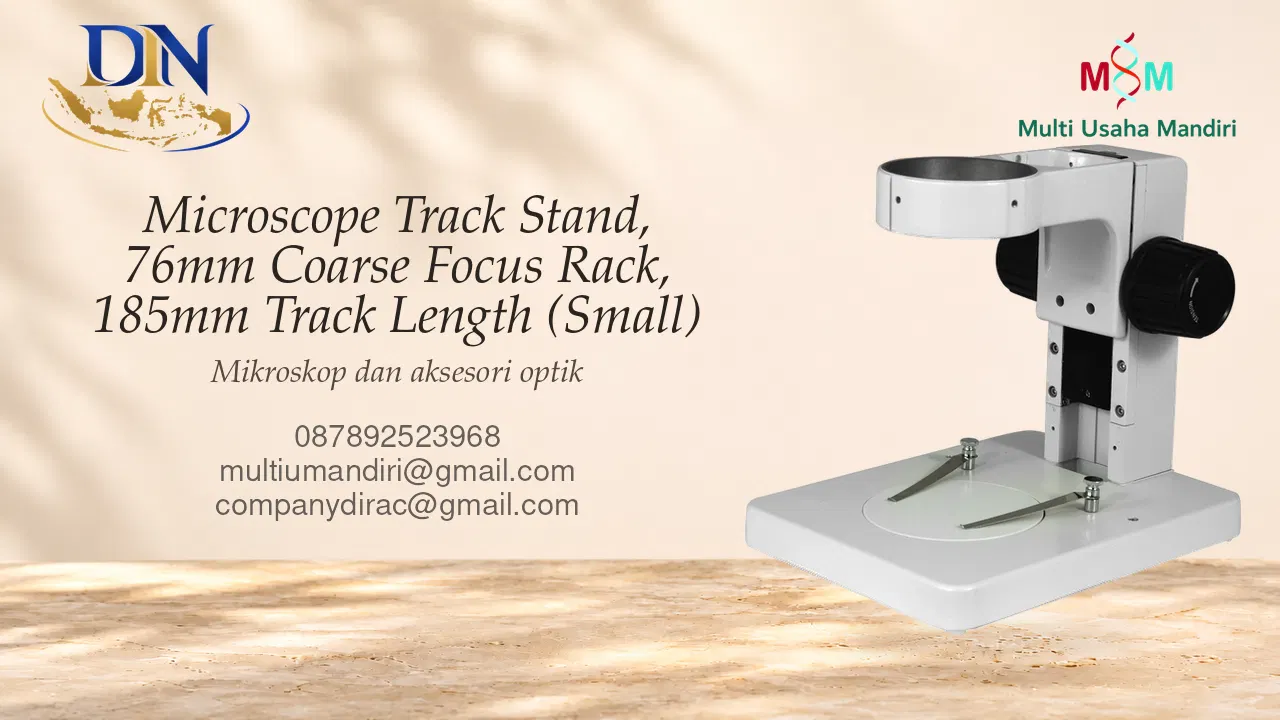 DIN
M M
Multi Usaha Mandiri
Microscope Track Stand,
76mm Coarse Focus Rack,
185mm Track Length (Small)
Mikroskop dan aksesori optik
087892523968
multiumandiri@gmail.com
companydirac@gmail.com